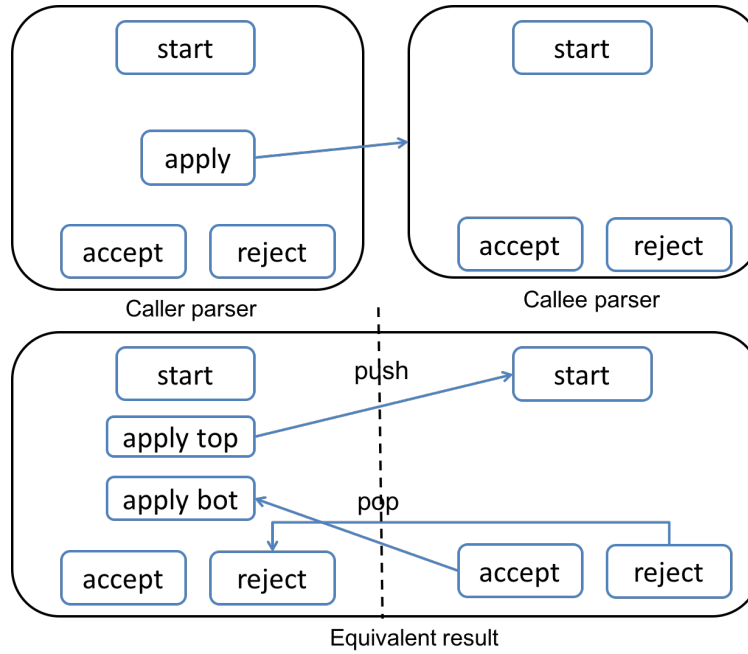 start
start
apply
accept
reject
accept
reject
Caller parser
Callee parser
start
push
start
apply top
apply bot
pop
accept
reject
accept
reject
Equivalent result